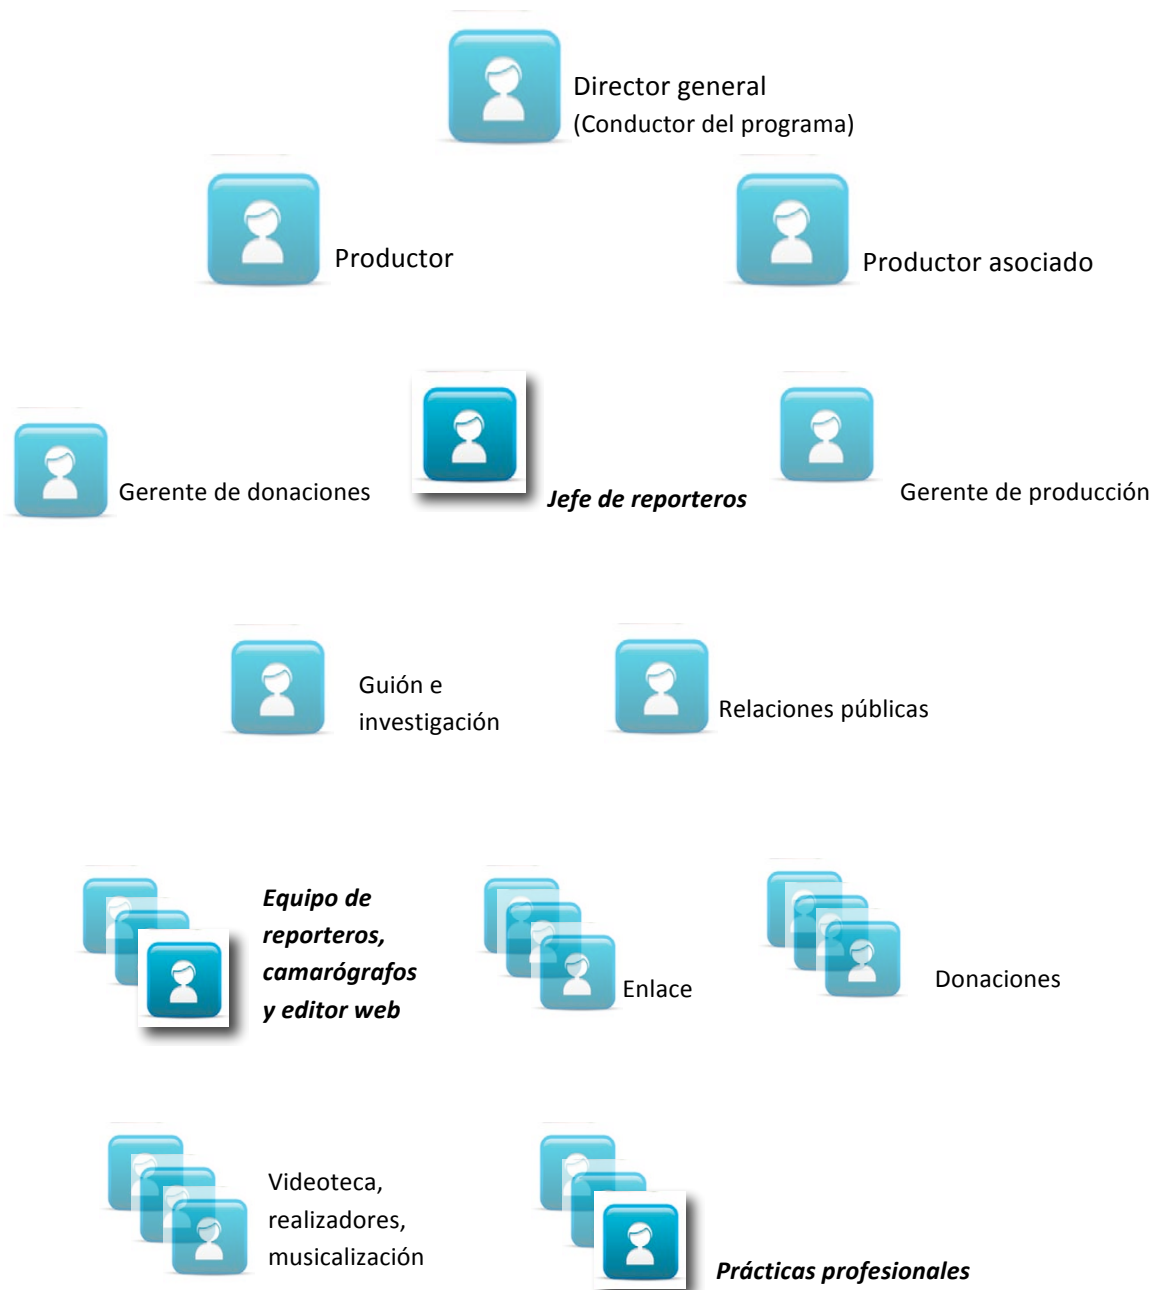 Director general
(Conductor del programa)
Productor
Productor asociado
Gerente de donaciones
Jefe de reporteros
Gerente de producción
Guión e
investigación
Relaciones públicas
Equipo de
reporteros,
camarógrafos
y editor web
Enlace
Donaciones
Videoteca,
realizadores,
musicalización
Prácticas profesionales